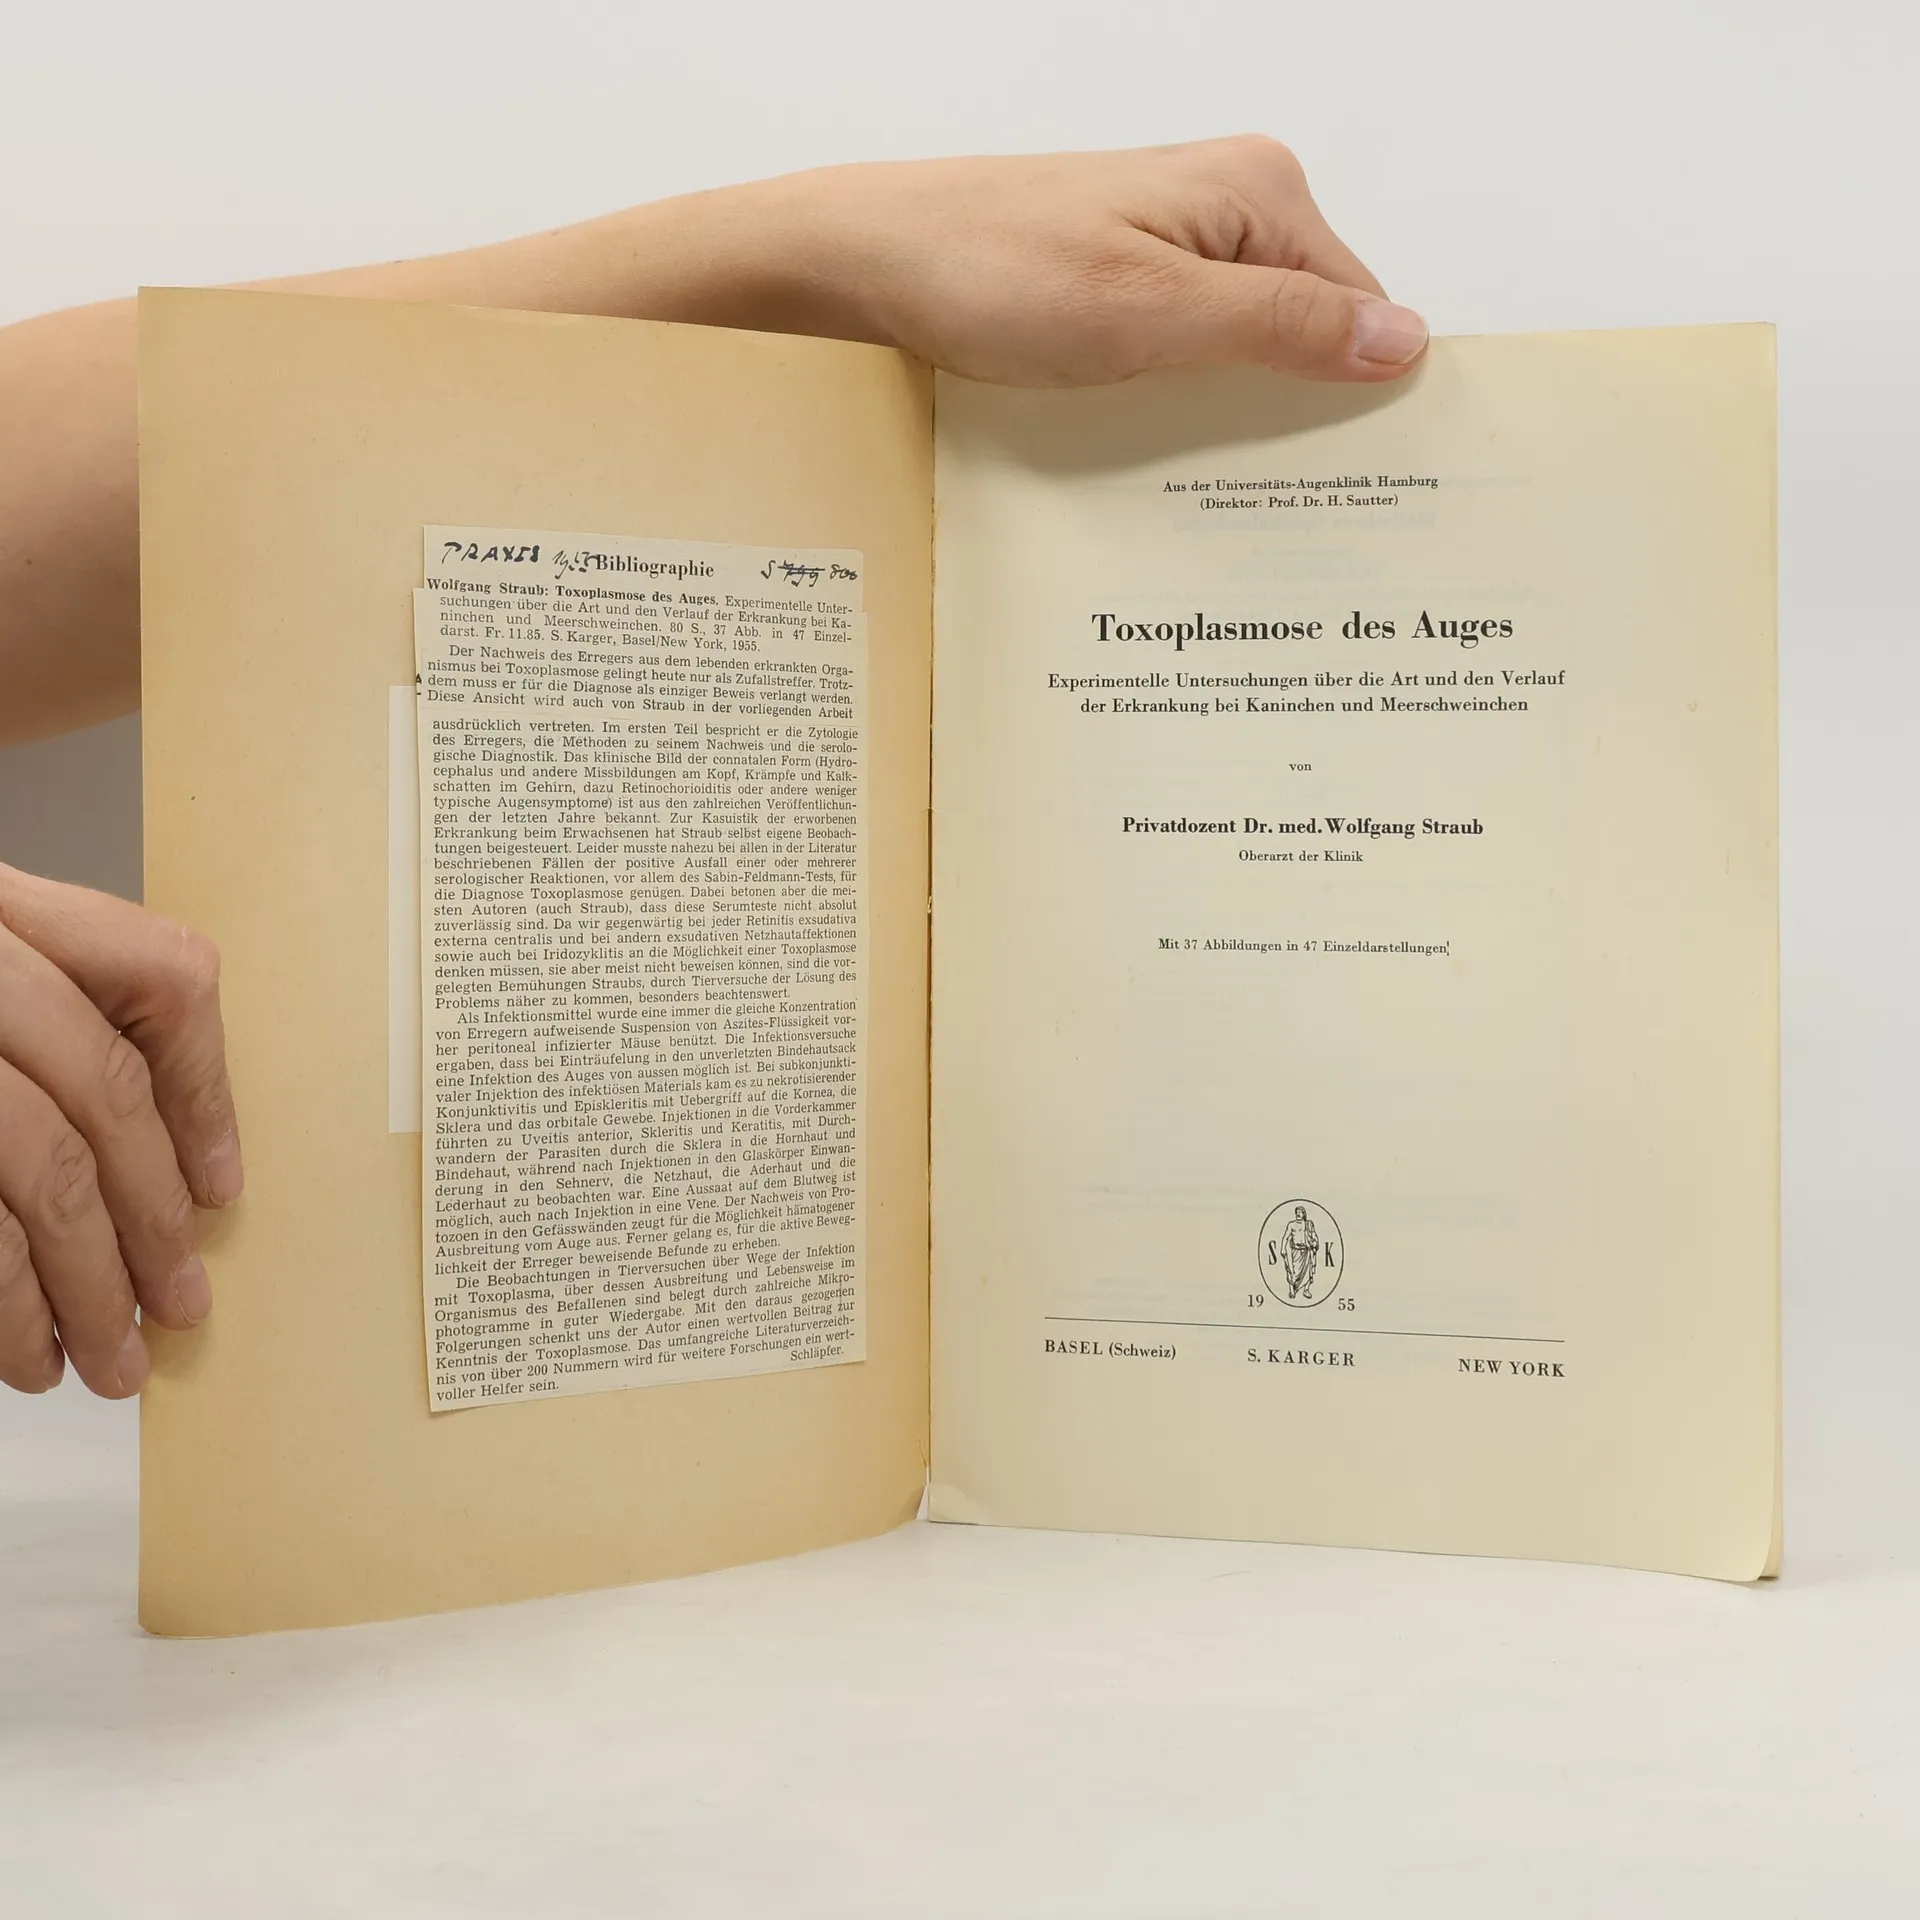 PRAXIS Bibliographie S 799 800
Wolfgang Straub: Toxoplasmose des Auges. Experimentelle Unter-
suchungen über die Art und den Verlauf der Erkrankung bei Ka-
ninchen und Meerschweinchen. 80 S., 37 Abb. in 47 Einzel-
darst. Fr. 11.85. S. Karger, Basel/New York, 1955.
Der Nachweis des Erregers aus dem lebenden erkrankten Orga-
nismus bei Toxoplasmose gelingt heute nur als Zufallstreffer. Trotz-
dem muss er für die Diagnose als einziger Beweis verlangt werden.
Diese Ansicht wird auch von Straub in der vorliegenden Arbeit
ausdrücklich vertreten. Im ersten Teil bespricht er die Zytologie
des Erregers, die Methoden zu seinem Nachweis und die serolo-
gische Diagnostik. Das klinische Bild der connatalen Form (Hydro-
cephalus und andere Missbildungen am Kopf, Krämpfe und Kalk-
schatten im Gehirn, dazu Retinochorioiditis oder andere weniger
typische Augensymptome) ist aus den zahlreichen Veröffentlichun-
gen der letzten Jahre bekannt. Zur Kasuistik der erworbenen
Erkrankung beim Erwachsenen hat Straub selbst eigene Beobach-
tungen beigesteuert. Leider musste nahezu bei allen in der Literatur
beschriebenen Fällen der positive Ausfall einer oder mehrerer
serologischer Reaktionen, vor allem des Sabin-Feldmann-Tests, für
die Diagnose Toxoplasmose genügen. Dabei betonen aber die mei-
sten Autoren (auch Straub), dass diese Serumteste nicht absolut
zuverlässig sind. Da wir gegenwärtig bei jeder Retinitis exsudativa
externa centralis und bei andern exsudativen Netzhautaffektionen
sowie auch bei Iridozyklitis an die Möglichkeit einer Toxoplasmose
denken müssen, sie aber meist nicht beweisen können, sind die vor-
gelegten Bemühungen Straubs, durch Tierversuche der Lösung des
Problems näher zu kommen, besonders beachtenswert.
Als Infektionsmittel wurde eine immer die gleiche Konzentration
von Erregern aufweisende Suspension von Aszites-Flüssigkeit vor-
her peritoneal infizierter Mäuse benützt. Die Infektionsversuche
ergaben, dass bei Einträufelung in den unverletzten Bindehautsack
eine Infektion des Auges von aussen möglich ist. Bei subkonjunkti-
valer Injektion des infektiösen Materials kam es zu nekrotisierender
Konjunktivitis und Episkleritis mit Uebergriff auf die Kornea, die
Sklera und das orbitale Gewebe. Injektionen in die Vorderkammer
führten zu Uveitis anterior, Skleritis und Keratitis, mit Durch-
wandern der Parasiten durch die Sklera in die Hornhaut und
Bindehaut, während nach Injektionen in den Glaskörper Einwan-
derung in den Sehnerv, die Netzhaut, die Aderhaut und die
Lederhaut zu beobachten war. Eine Aussaat auf dem Blutweg ist
möglich, auch nach Injektion in eine Vene. Der Nachweis von Pro-
tozoen in den Gefässwänden zeugt für die Möglichkeit hämatogener
Ausbreitung vom Auge aus. Ferner gelang es, für die aktive Beweg-
lichkeit der Erreger beweisende Befunde zu erheben.
Die Beobachtungen in Tierversuchen über Wege der Infektion
mit Toxoplasma, über dessen Ausbreitung und Lebensweise im
Organismus des Befallenen sind belegt durch zahlreiche Mikro-
photogramme in guter Wiedergabe. Mit den daraus gezogenen
Folgerungen schenkt uns der Autor einen wertvollen Beitrag zur
Kenntnis der Toxoplasmose. Das umfangreiche Literaturverzeich-
nis von über 200 Nummern wird für weitere Forschungen ein wert-
voller Helfer sein.
Schläpfer.
Aus der Universitäts-Augenklinik Hamburg
(Direktor: Prof. Dr. H. Sautter)
Toxoplasmose des Auges
Experimentelle Untersuchungen über die Art und den Verlauf
der Erkrankung bei Kaninchen und Meerschweinchen
von
Privatdozent Dr. med. Wolfgang Straub
Oberarzt der Klinik
Mit 37 Abbildungen in 47 Einzeldarstellungen
S K
19 55
BASEL (Schweiz) S. KARGER NEW YORK